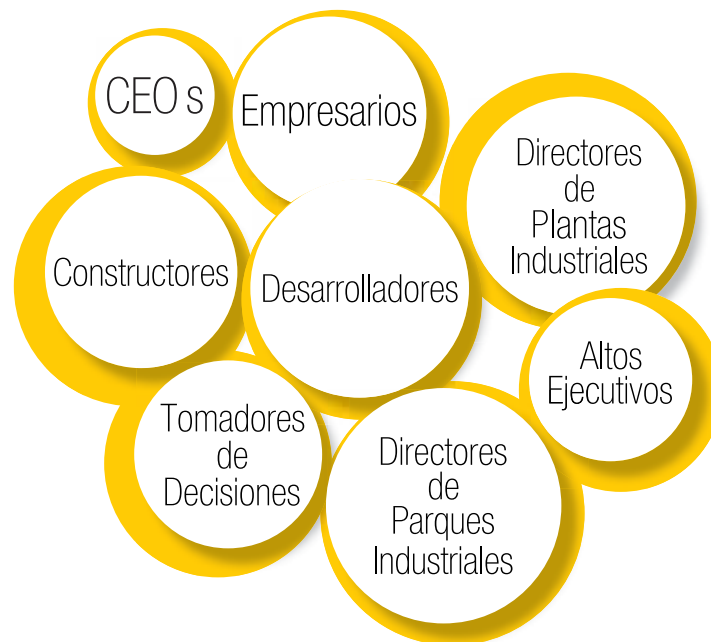 CEO s
Empresarios
Directores
de
Plantas
Industriales
Constructores
Desarrolladores
Altos
Ejecutivos
Tomadores
de
Decisiones
Directores
de
Parques
Industriales